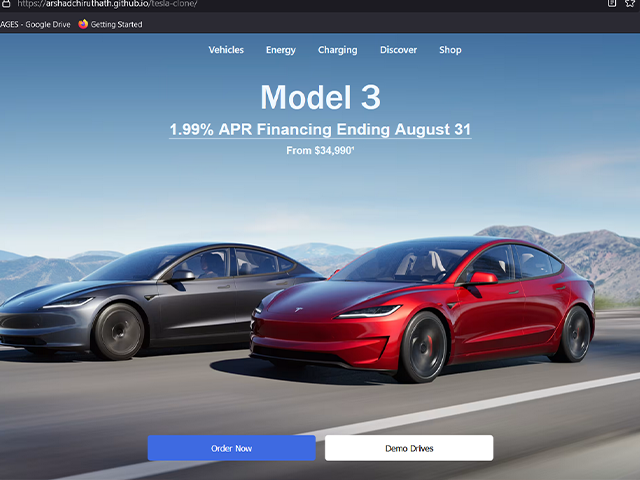 https://arshadchiruthath.github.io/tesla-clone/
AGES - Google Drive Getting Started
Vehicles Energy Charging Discover Shop
Model 3
1.99% APR Financing Ending August 31
From $34,990*
Order Now Demo Drives